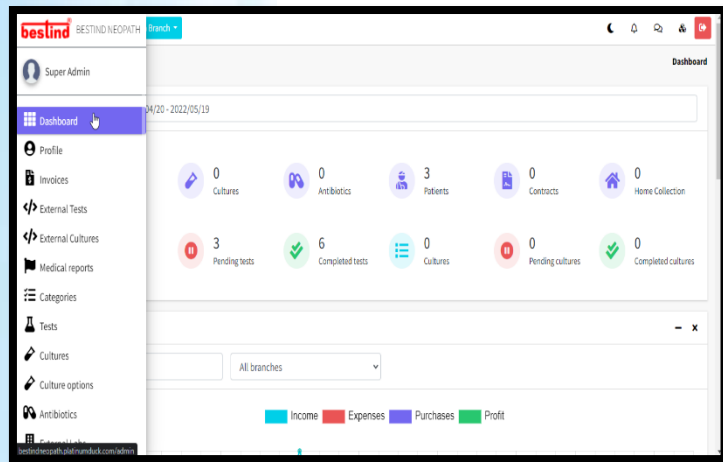 bestind BESTIND NEOPATH
Branch
Super Admin
Dashboard
04/20 - 2022/05/19
Dashboard
Profile
Invoices
External Tests
External Cultures
Medical reports
Categories
Tests
Cultures
Culture options
Antibiotics
External Labs
0
Cultures
0
Antibiotics
3
Patients
0
Contracts
0
Home Collection
3
Pending tests
6
Completed tests
0
Cultures
0
Pending cultures
0
Completed cultures
All branches
Income Expenses Purchases Profit
bestindneopath.platinumduck.com/admin